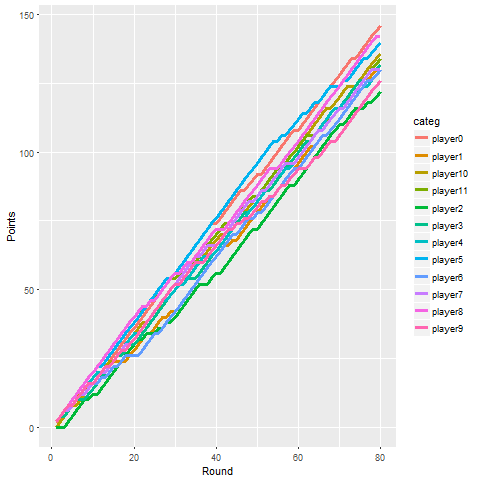 150
100
50
0
Points
0
20
40
60
80
Round
categ
player0
player1
player10
player11
player2
player3
player4
player5
player6
player7
player8
player9